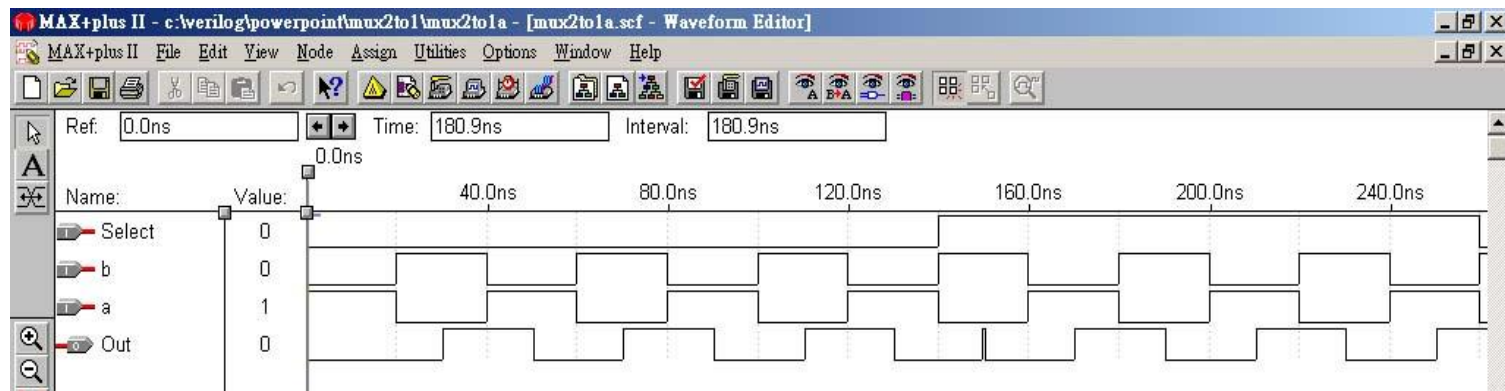 MAX+plus II - c:\verilog\powerpoint\mux2to1\mux2to1a - [mux2to1a.scf - Waveform Editor]
MAX+plus II File Edit View Node Assign Utilities Options Window Help
A B+A
Ref: 0.0ns Time: 180.9ns Interval: 180.9ns
0.0ns
A
Name: Value: 40.0ns 80.0ns 120.0ns 160.0ns 200.0ns 240.0ns
Select 0
b 0
a 1
Out 0